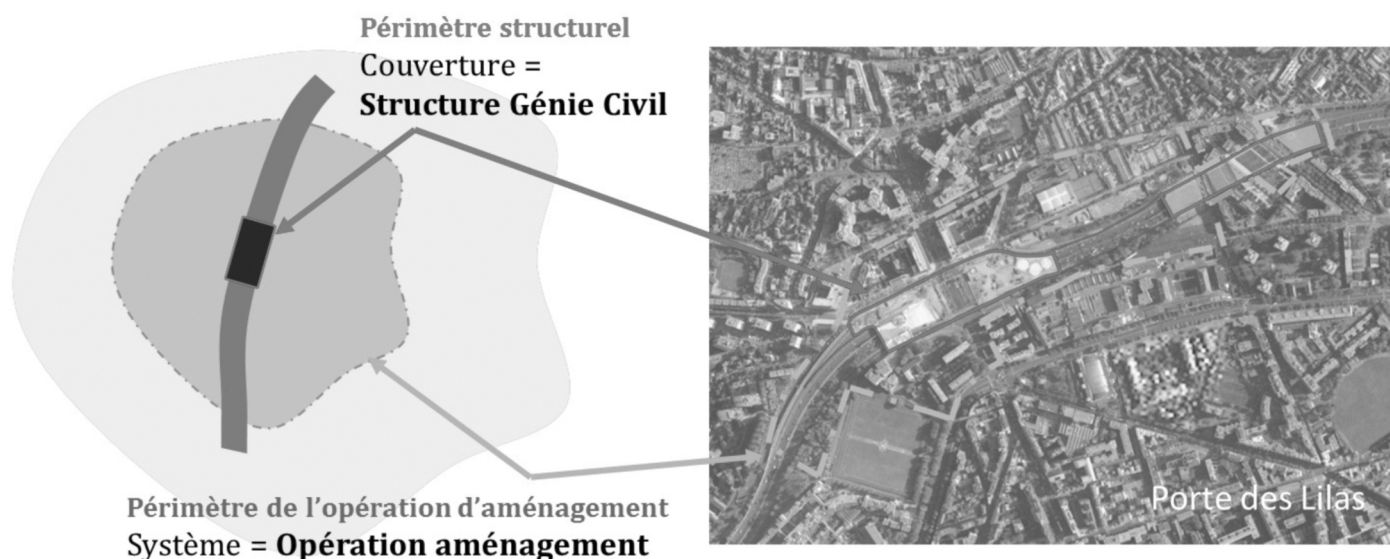 Périmètre structurel
Couverture =
Structure Génie Civil
Porte des Lilas
Périmètre de l’opération d’aménagement
Système = Opération aménagement